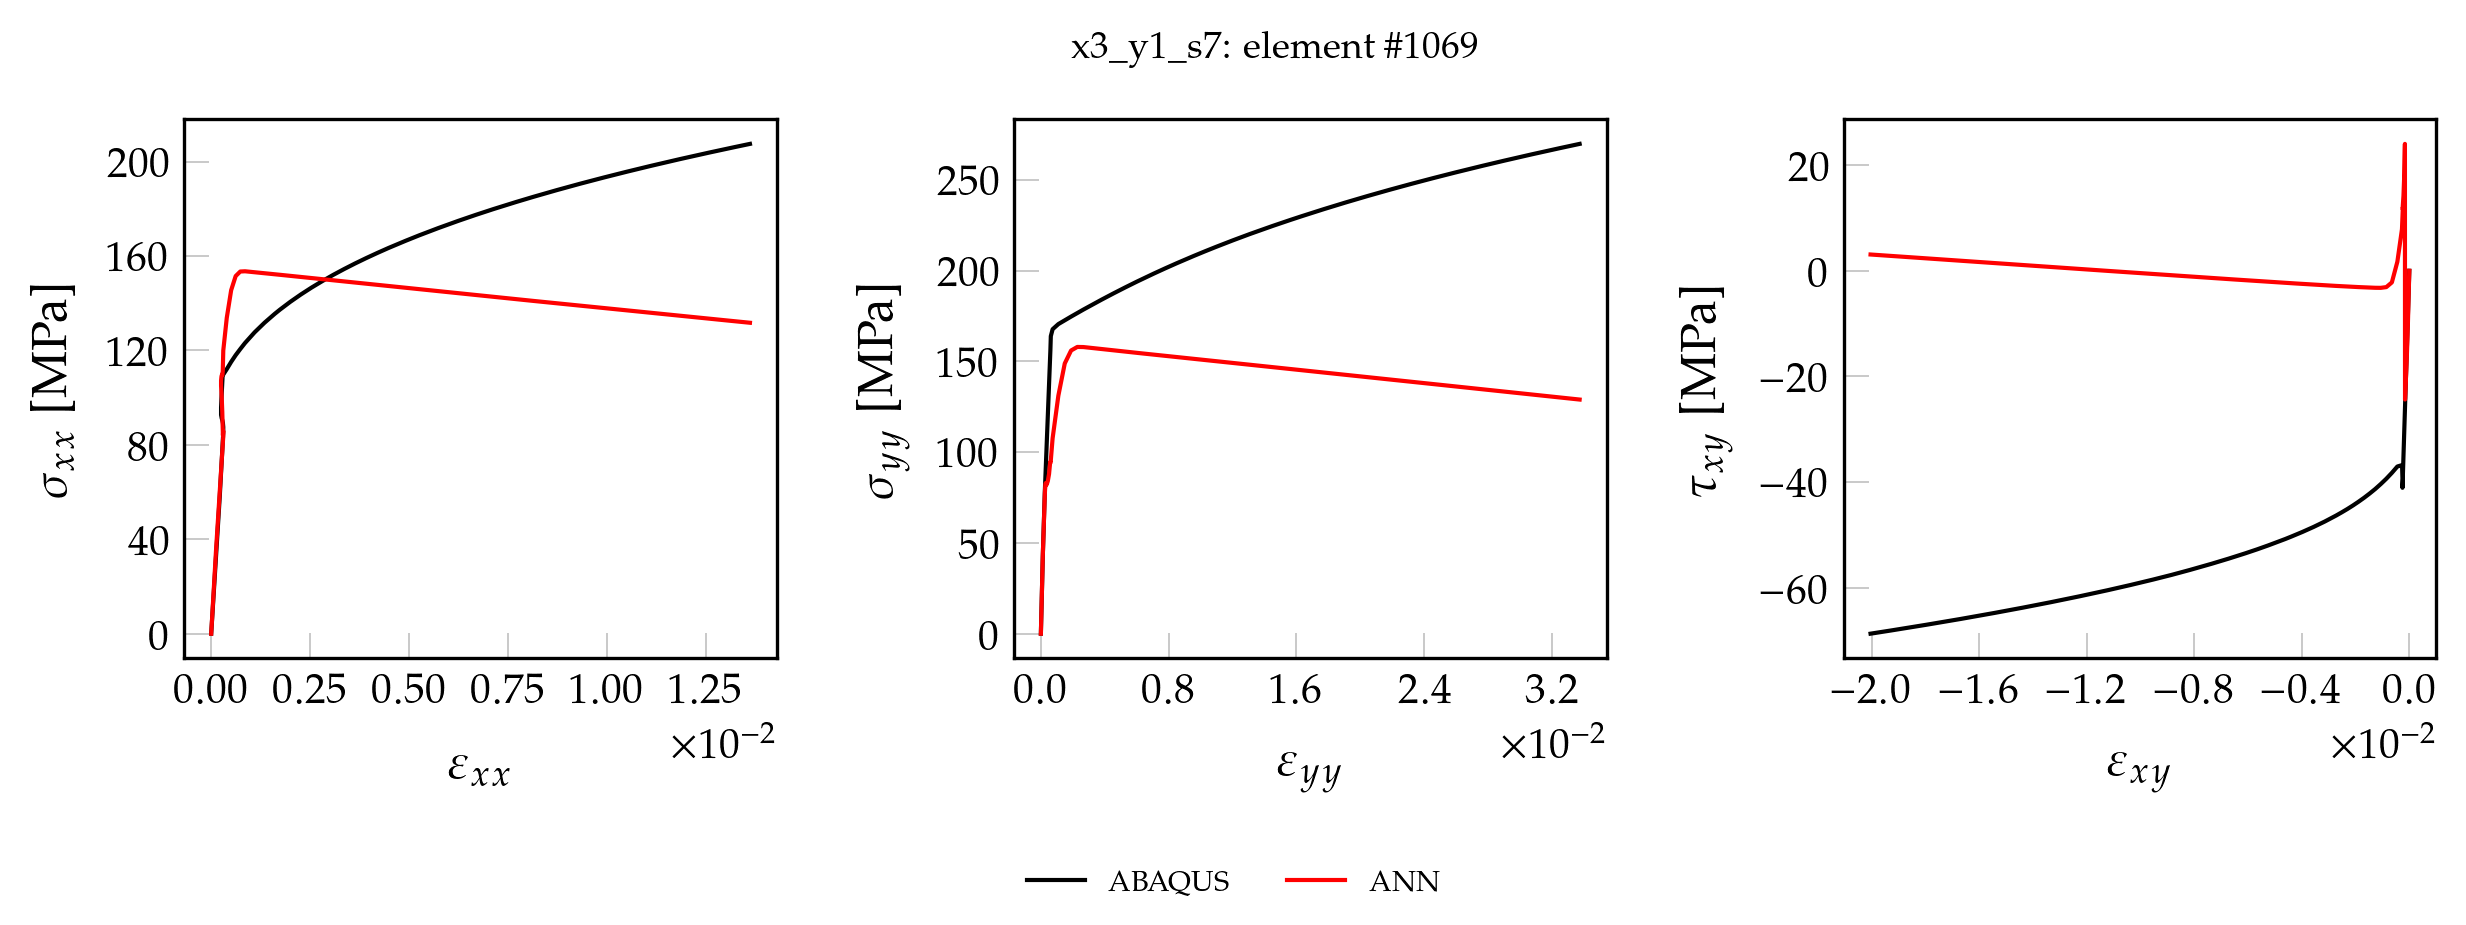 x3_y1_s7: element #1069
σxx [MPa]
200
160
120
80
40
0
0.00 0.25 0.50 0.75 1.00 1.25
×10−2
εxx
σyy [MPa]
250
200
150
100
50
0
0.0 0.8 1.6 2.4 3.2
×10−2
εyy
τxy [MPa]
20
0
−20
−40
−60
−2.0 −1.6 −1.2 −0.8 −0.4 0.0
×10−2
εxy
ABAQUS ANN